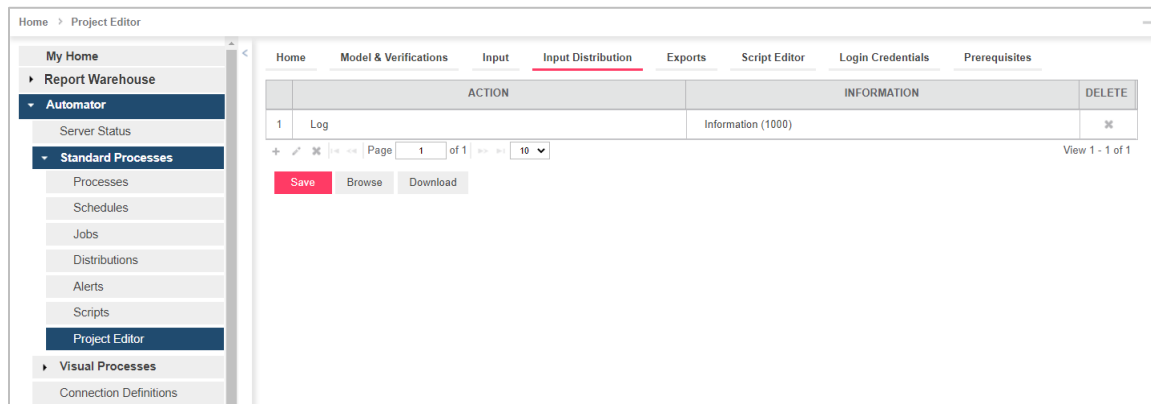 Home > Project Editor
My Home
Report Warehouse
Automator
Server Status
Standard Processes
Processes
Schedules
Jobs
Distributions
Alerts
Scripts
Project Editor
Visual Processes
Connection Definitions
Home Model & Verifications Input Input Distribution Exports Script Editor Login Credentials Prerequisites
ACTION INFORMATION DELETE
1 Log Information (1000)
Page 1 of 1 10 View 1 - 1 of 1
Save Browse Download